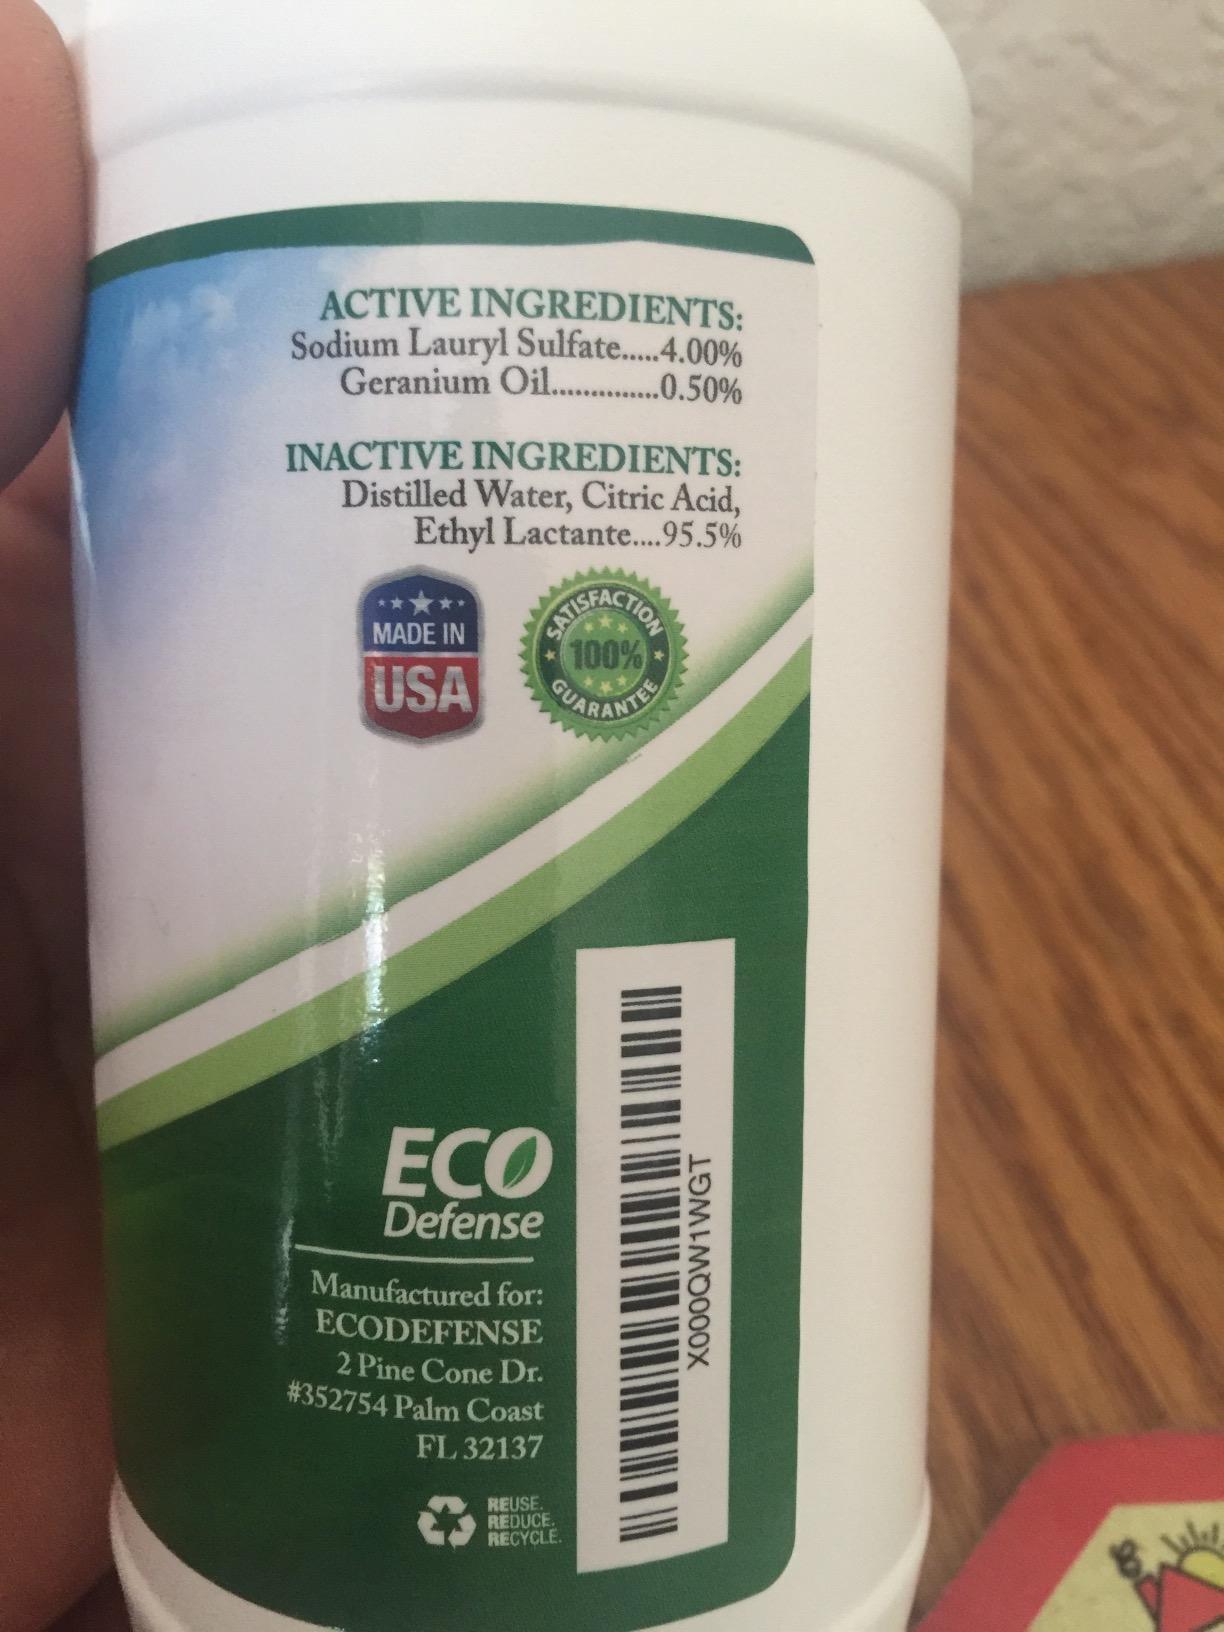 ACTIVE INGREDIENTS:
Sodium Lauryl Sulfate.....4.00%
Geranium Oil..............0.50%
INACTIVE INGREDIENTS:
Distilled Water, Citric Acid,
Ethyl Lactante....95.5%
MADE IN
USA
SATISFACTION
100%
GUARANTEE
ECO
Defense
Manufactured for:
ECODEFENSE
2 Pine Cone Dr.
#352754 Palm Coast
FL 32137
REUSE.
REDUCE.
RECYCLE.
X000QW1WGT